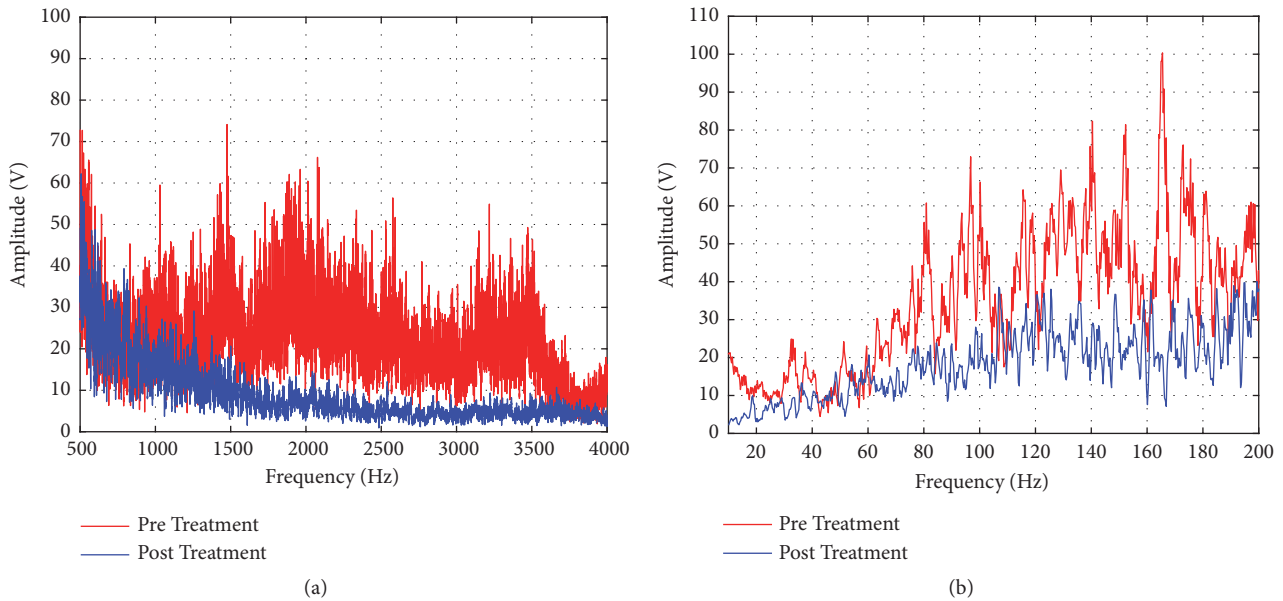 100
90
80
70
60
50
40
30
20
10
0
Amplitude (V)
500 1000 1500 2000 2500 3000 3500 4000
Frequency (Hz)
Pre Treatment
Post Treatment
(a)
110
100
90
80
70
60
50
40
30
20
10
0
Amplitude (V)
20 40 60 80 100 120 140 160 180 200
Frequency (Hz)
Pre Treatment
Post Treatment
(b)